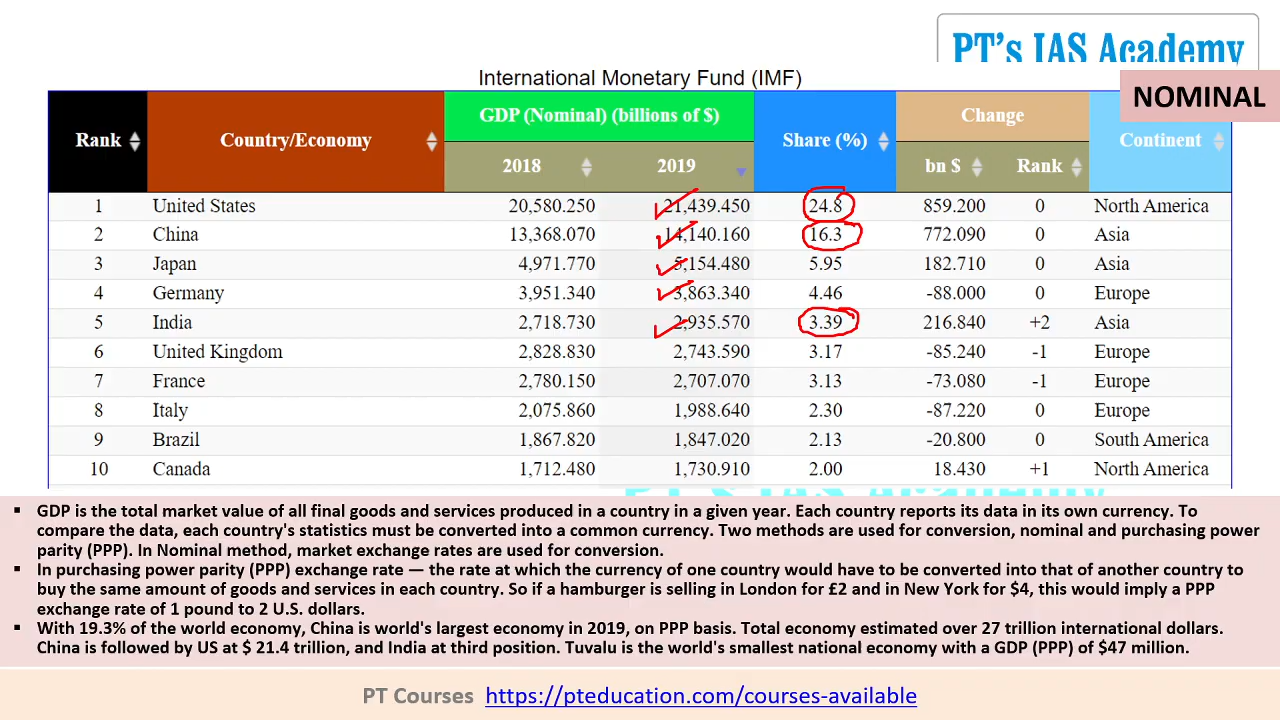 PT's IAS Academy
International Monetary Fund (IMF)
NOMINAL
Rank Country/Economy GDP (Nominal) (billions of $) Share (%) Change Continent
2018 2019 bn $ Rank
1 United States 20,580.250 21,439.450 24.8 859.200 0 North America
2 China 13,368.070 14,140.160 16.3 772.090 0 Asia
3 Japan 4,971.770 5,154.480 5.95 182.710 0 Asia
4 Germany 3,951.340 3,863.340 4.46 -88.000 0 Europe
5 India 2,718.730 2,935.570 3.39 216.840 +2 Asia
6 United Kingdom 2,828.830 2,743.590 3.17 -85.240 -1 Europe
7 France 2,780.150 2,707.070 3.13 -73.080 -1 Europe
8 Italy 2,075.860 1,988.640 2.30 -87.220 0 Europe
9 Brazil 1,867.820 1,847.020 2.13 -20.800 0 South America
10 Canada 1,712.480 1,730.910 2.00 18.430 +1 North America
▪ GDP is the total market value of all final goods and services produced in a country in a given year. Each country reports its data in its own currency. To
compare the data, each country's statistics must be converted into a common currency. Two methods are used for conversion, nominal and purchasing power
parity (PPP). In Nominal method, market exchange rates are used for conversion.
▪ In purchasing power parity (PPP) exchange rate — the rate at which the currency of one country would have to be converted into that of another country to
buy the same amount of goods and services in each country. So if a hamburger is selling in London for £2 and in New York for $4, this would imply a PPP
exchange rate of 1 pound to 2 U.S. dollars.
▪ With 19.3% of the world economy, China is world's largest economy in 2019, on PPP basis. Total economy estimated over 27 trillion international dollars.
China is followed by US at $ 21.4 trillion, and India at third position. Tuvalu is the world's smallest national economy with a GDP (PPP) of $47 million.
PT Courses https://pteducation.com/courses-available